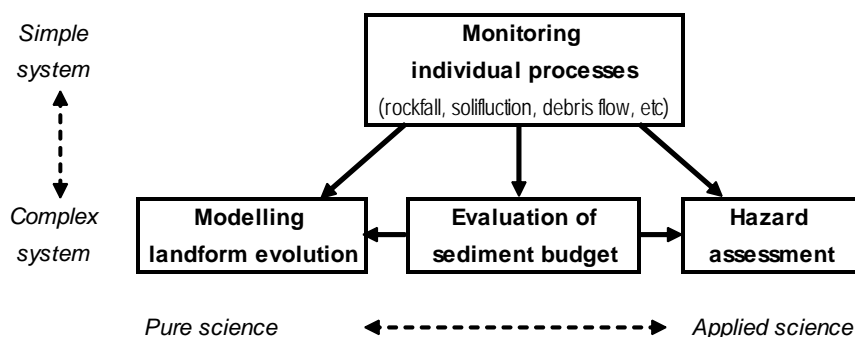 Simple
system
Monitoring
individual processes
(rockfall, solifluction, debris flow, etc)
Complex
system
Modelling
landform evolution
Evaluation of
sediment budget
Hazard
assessment
Pure science
Applied science